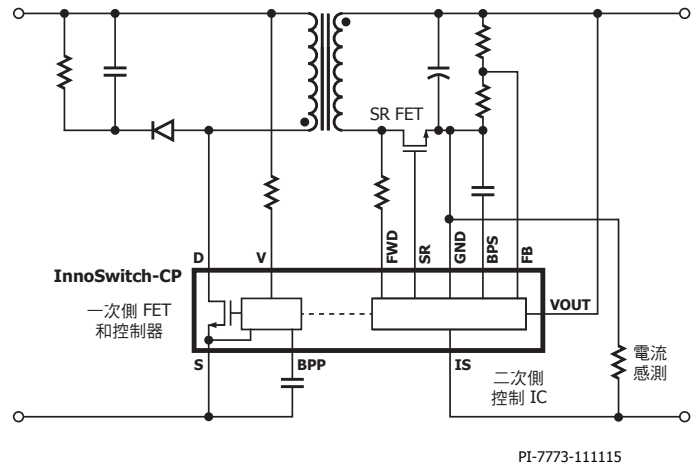 SR FET
FWD
SR
GND
BPS
FB
D
V
InnoSwitch-CP
VOUT
一次側 FET
和控制器
S
BPP
IS
二次側
控制 IC
電流
感測
PI-7773-111115